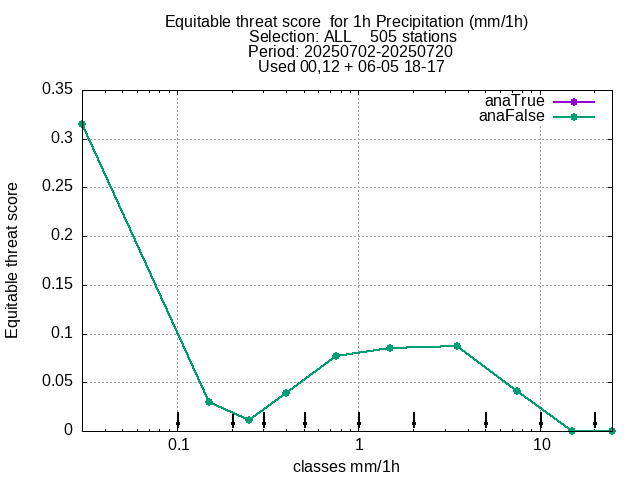 Equitable threat score  for 1h Precipitation (mm/1h)
Selection: ALL    505 stations
Period: 20250702-20250720
Used 00,12 + 06-05 18-17
anaTrue
anaFalse
0.35
0.3
0.25
0.2
0.15
0.1
0.05
0
Equitable threat score
0.1
1
10
classes mm/1h